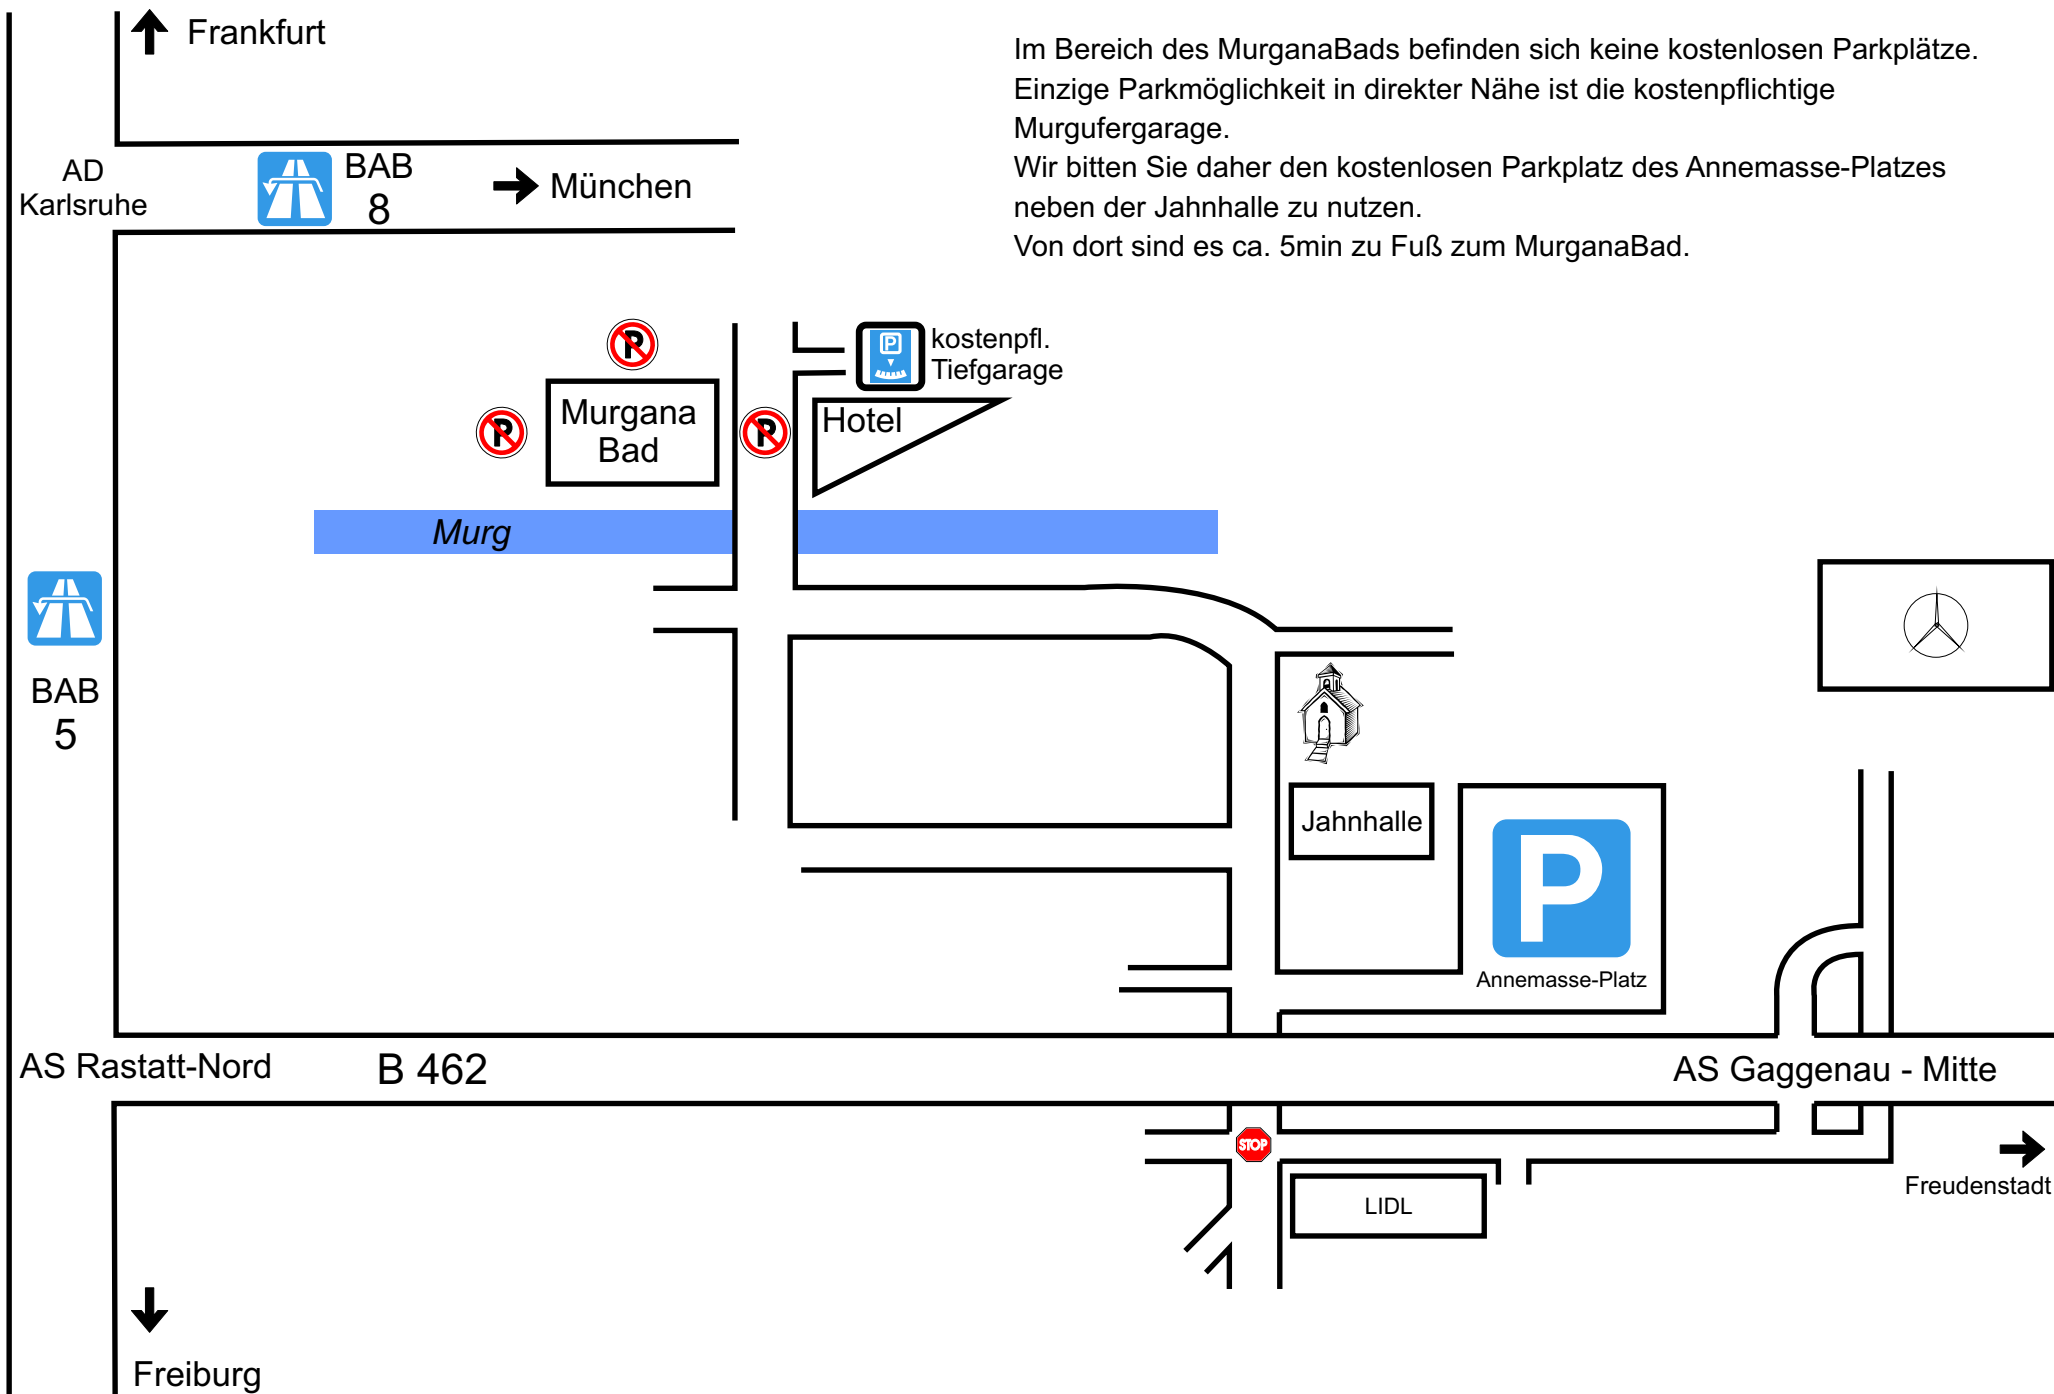 Frankfurt
Im Bereich des MurganaBads befinden sich keine kostenlosen Parkplätze.
Einzige Parkmöglichkeit in direkter Nähe ist die kostenpflichtige
Murgufergarage.
Wir bitten Sie daher den kostenlosen Parkplatz des Annemasse-Platzes
neben der Jahnhalle zu nutzen.
Von dort sind es ca. 5min zu Fuß zum MurganaBad.
AD
Karlsruhe
BAB
8
München
P
P
kostenpfl.
Tiefgarage
P
Murgana
Bad
P
Hotel
Murg
BAB
5
Jahnhalle
P
Annemasse-Platz
AS Rastatt-Nord
B 462
AS Gaggenau - Mitte
STOP
LIDL
Freudenstadt
Freiburg